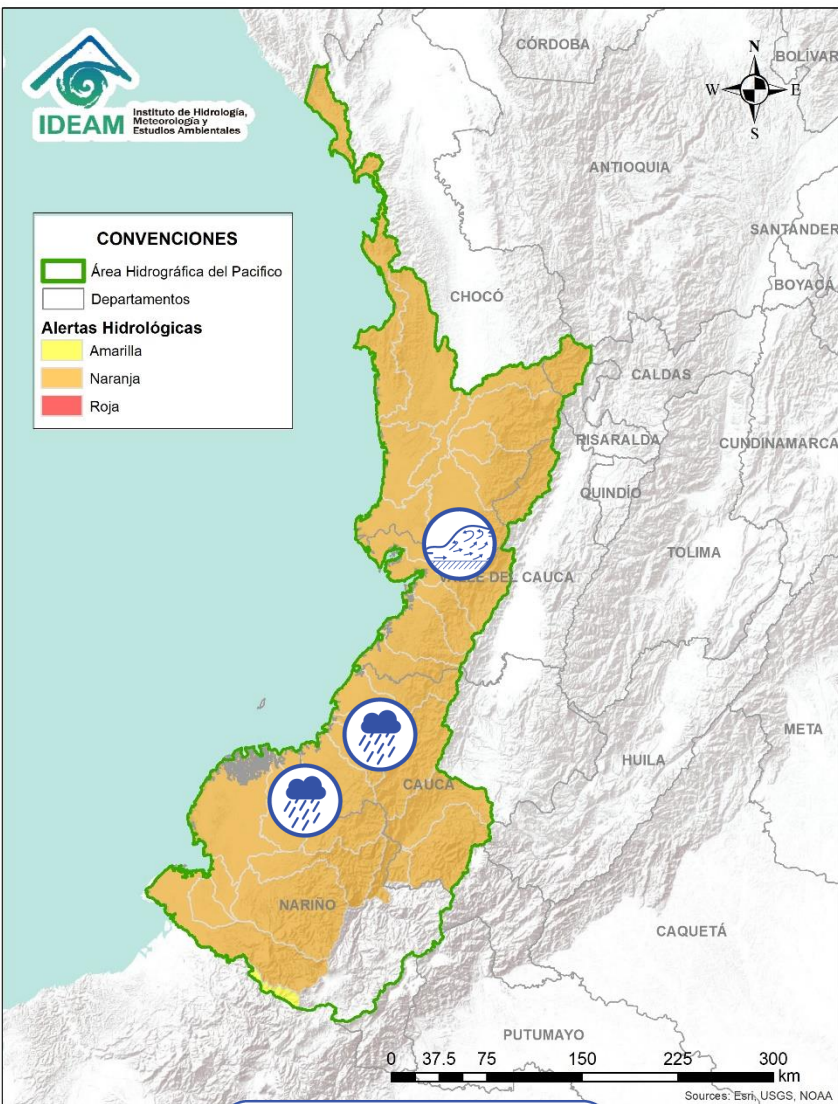 IDEAM
Instituto de Hidrología,
Meteorología y
Estudios Ambientales
CONVENCIONES
Área Hidrográfica del Pacifico
Departamentos
Alertas Hidrológicas
Amarilla
Naranja
Roja
N
W
E
S
CÓRDOBA
BOLÍVAR
ANTIOQUIA
SANTANDER
BOYACÁ
CHOCÓ
CALDAS
RISARALDA
CUNDINAMARCA
QUINDÍO
TOLIMA
VALLE DEL CAUCA
META
HUILA
CAUCA
NARIÑO
CAQUETÁ
PUTUMAYO
0 37.5 75 150 225 300
km
Sources: Esri, USGS, NOAA